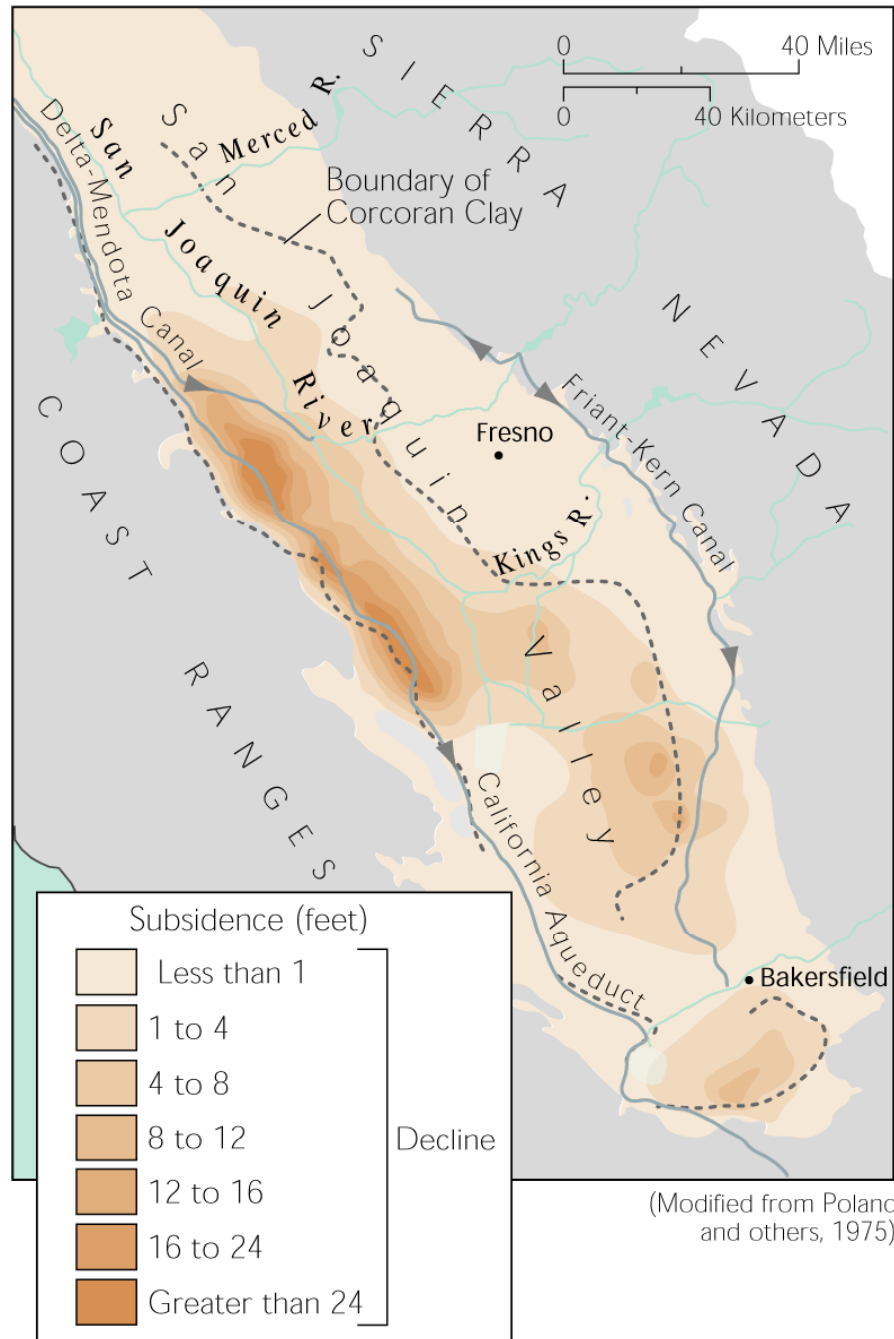 0 40 Miles
0 40 Kilometers
SIERRA
NEVADA
San Joaquin Valley
Merced R.
Boundary of
Corcoran Clay
Delta-Mendota Canal
San Joaquin River
Fresno
Friant-Kern Canal
Kings R.
COAST RANGES
California Aqueduct
Bakersfield
Subsidence (feet)
Less than 1
1 to 4
4 to 8
8 to 12
12 to 16
16 to 24
Greater than 24
Decline
(Modified from Poland
and others, 1975)